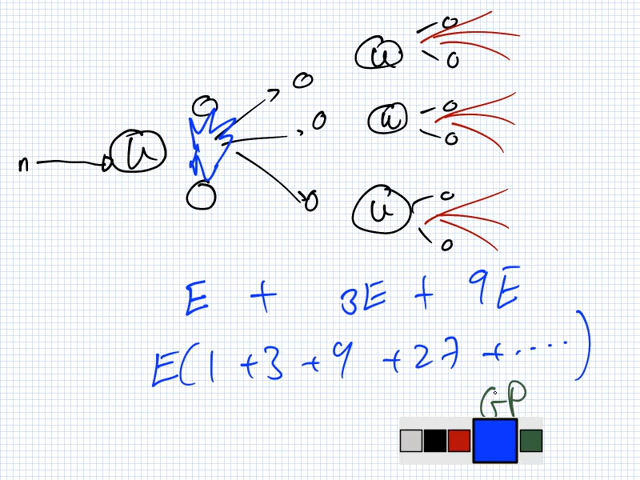 n U U
U
U
E + 3E + 9E
E(1 + 3 + 9 + 27 + ....)
GP